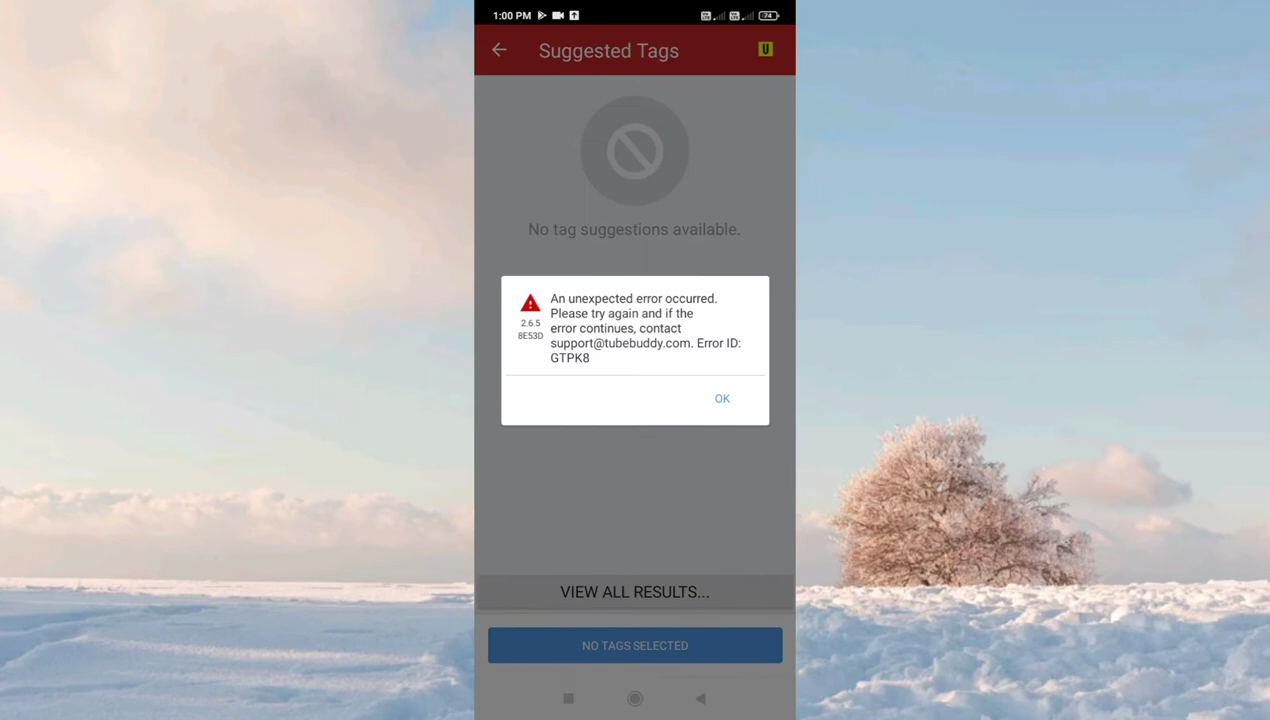 1:00 PM
74
Suggested Tags
U
No tag suggestions available.
An unexpected error occurred.
Please try again and if the
error continues, contact
support@tubebuddy.com. Error ID:
GTPK8
2.6.5
8E53D
OK
VIEW ALL RESULTS...
NO TAGS SELECTED